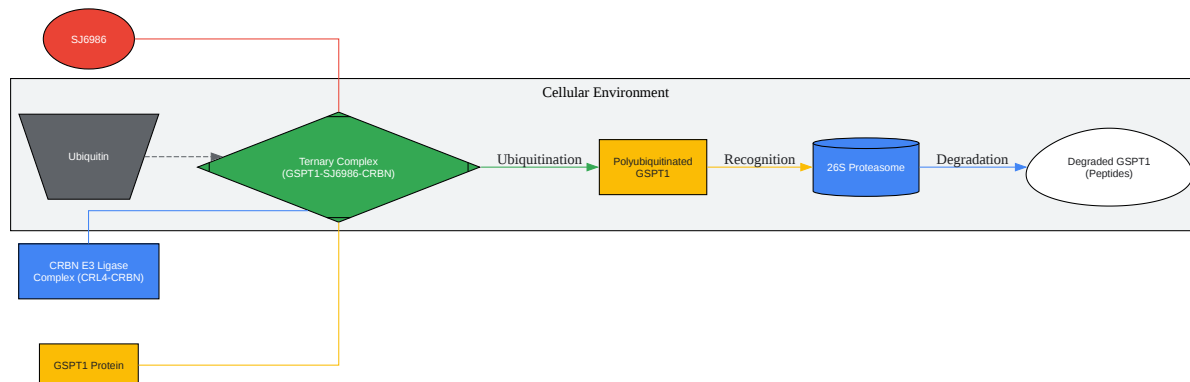 SJ6986
Cellular Environment
Ubiquitin
Ternary Complex
(GSPT1-SJ6986-CRBN)
Ubiquitination
Polyubiquitinated
GSPT1
Recognition
26S Proteasome
Degradation
Degraded GSPT1
(Peptides)
CRBN E3 Ligase
Complex (CRL4-CRBN)
GSPT1 Protein